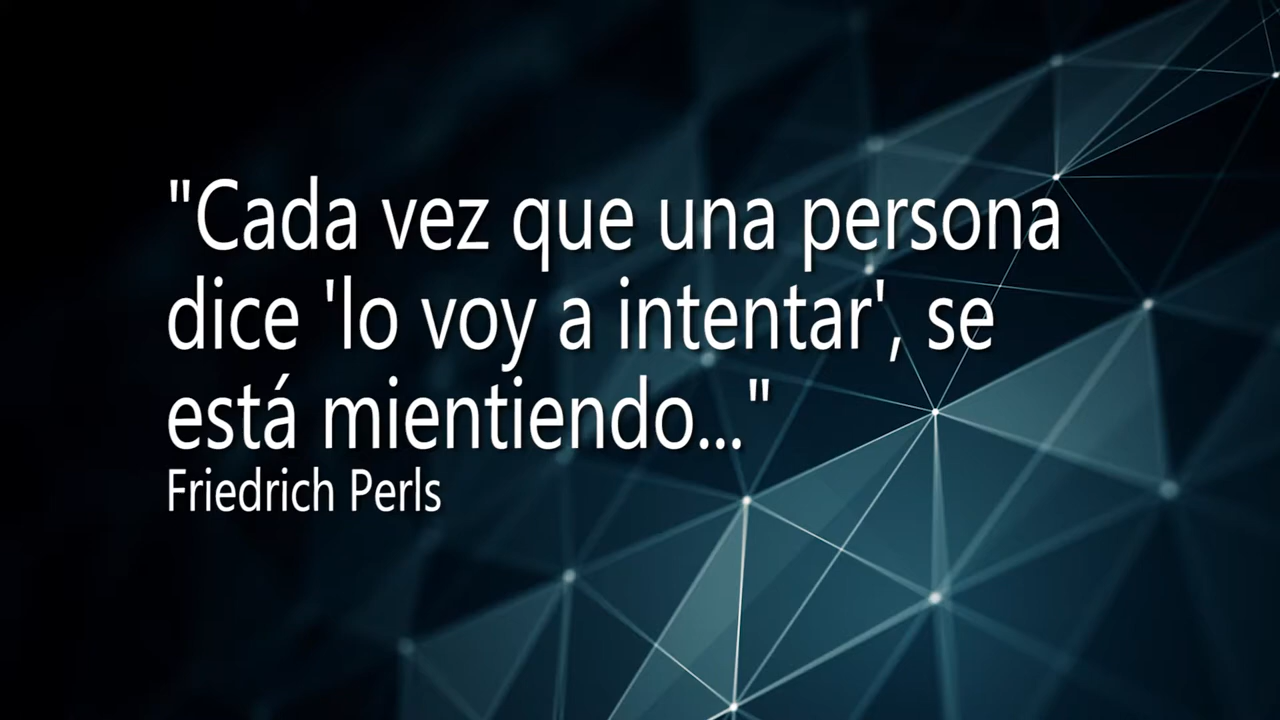 "Cada vez que una persona
dice 'lo voy a intentar', se
está mintiendo..."
Friedrich Perls